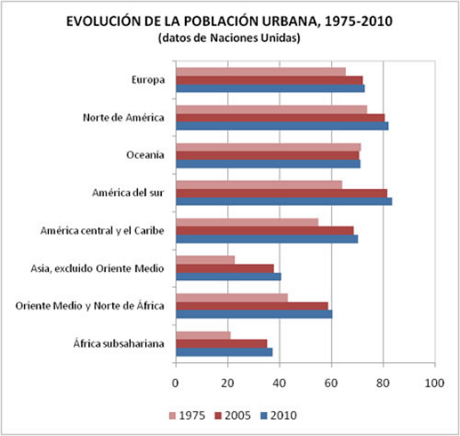 EVOLUCIÓN DE LA POBLACIÓN URBANA, 1975-2010
(datos de Naciones Unidas)
Europa
Norte de América
Oceanía
América del sur
América central y el Caribe
Asia, excluido Oriente Medio
Oriente Medio y Norte de África
África subsahariana
0 20 40 60 80 100
1975 2005 2010